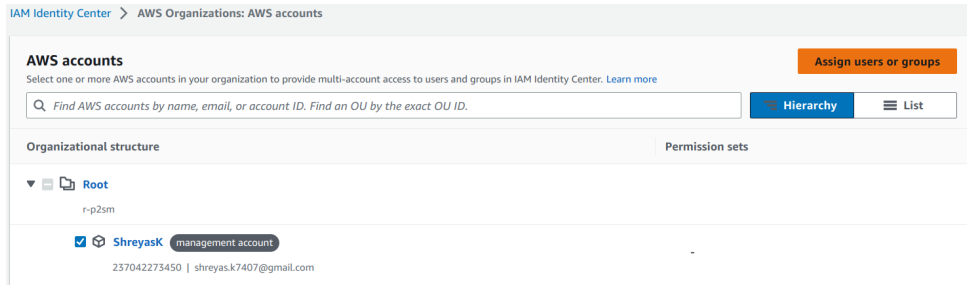 IAM Identity Center > AWS Organizations: AWS accounts
AWS accounts
Assign users or groups
Select one or more AWS accounts in your organization to provide multi-account access to users and groups in IAM Identity Center. Learn more
Find AWS accounts by name, email, or account ID. Find an OU by the exact OU ID.
Hierarchy
List
Organizational structure
Permission sets
Root
r-p2sm
ShreyasK management account
-
237042273450 | shreyas.k7407@gmail.com